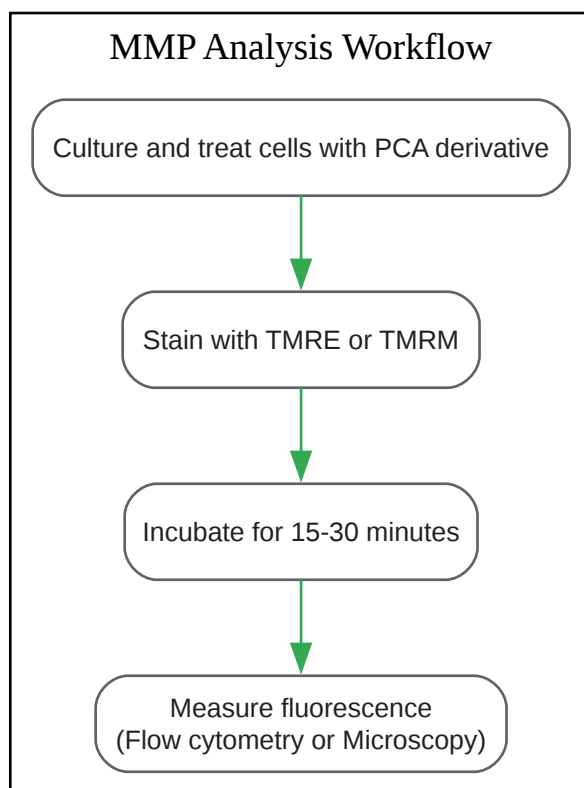 MMP Analysis Workflow
Culture and treat cells with PCA derivative
Stain with TMRE or TMRM
Incubate for 15-30 minutes
Measure fluorescence
(Flow cytometry or Microscopy)